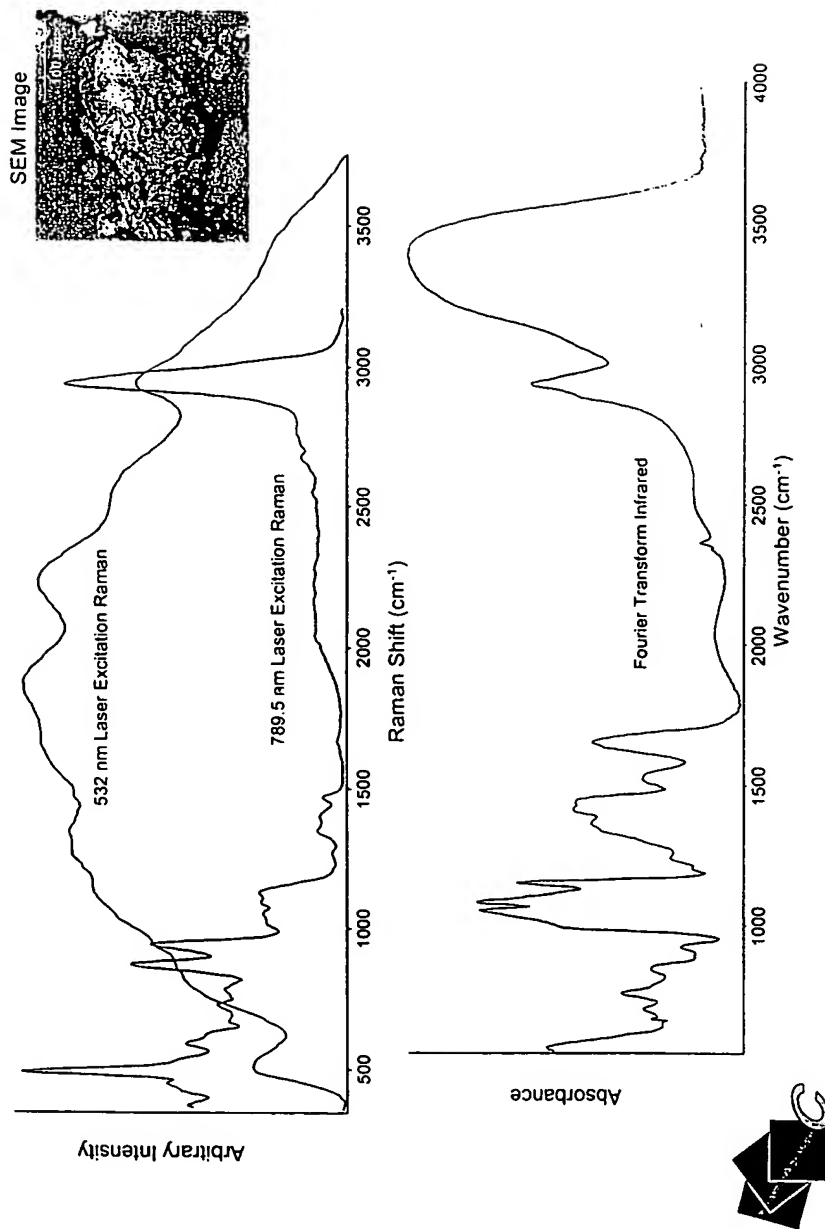 SEM Image
100
532 nm Laser Excitation Raman
789.5 nm Laser Excitation Raman
Arbitrary Intensity
500
1000
1500
2000
2500
3000
3500
Raman Shift (cm⁻¹)
Fourier Transform Infrared
Absorbance
1000
1500
2000
2500
3000
3500
4000
Wavenumber (cm⁻¹)
C